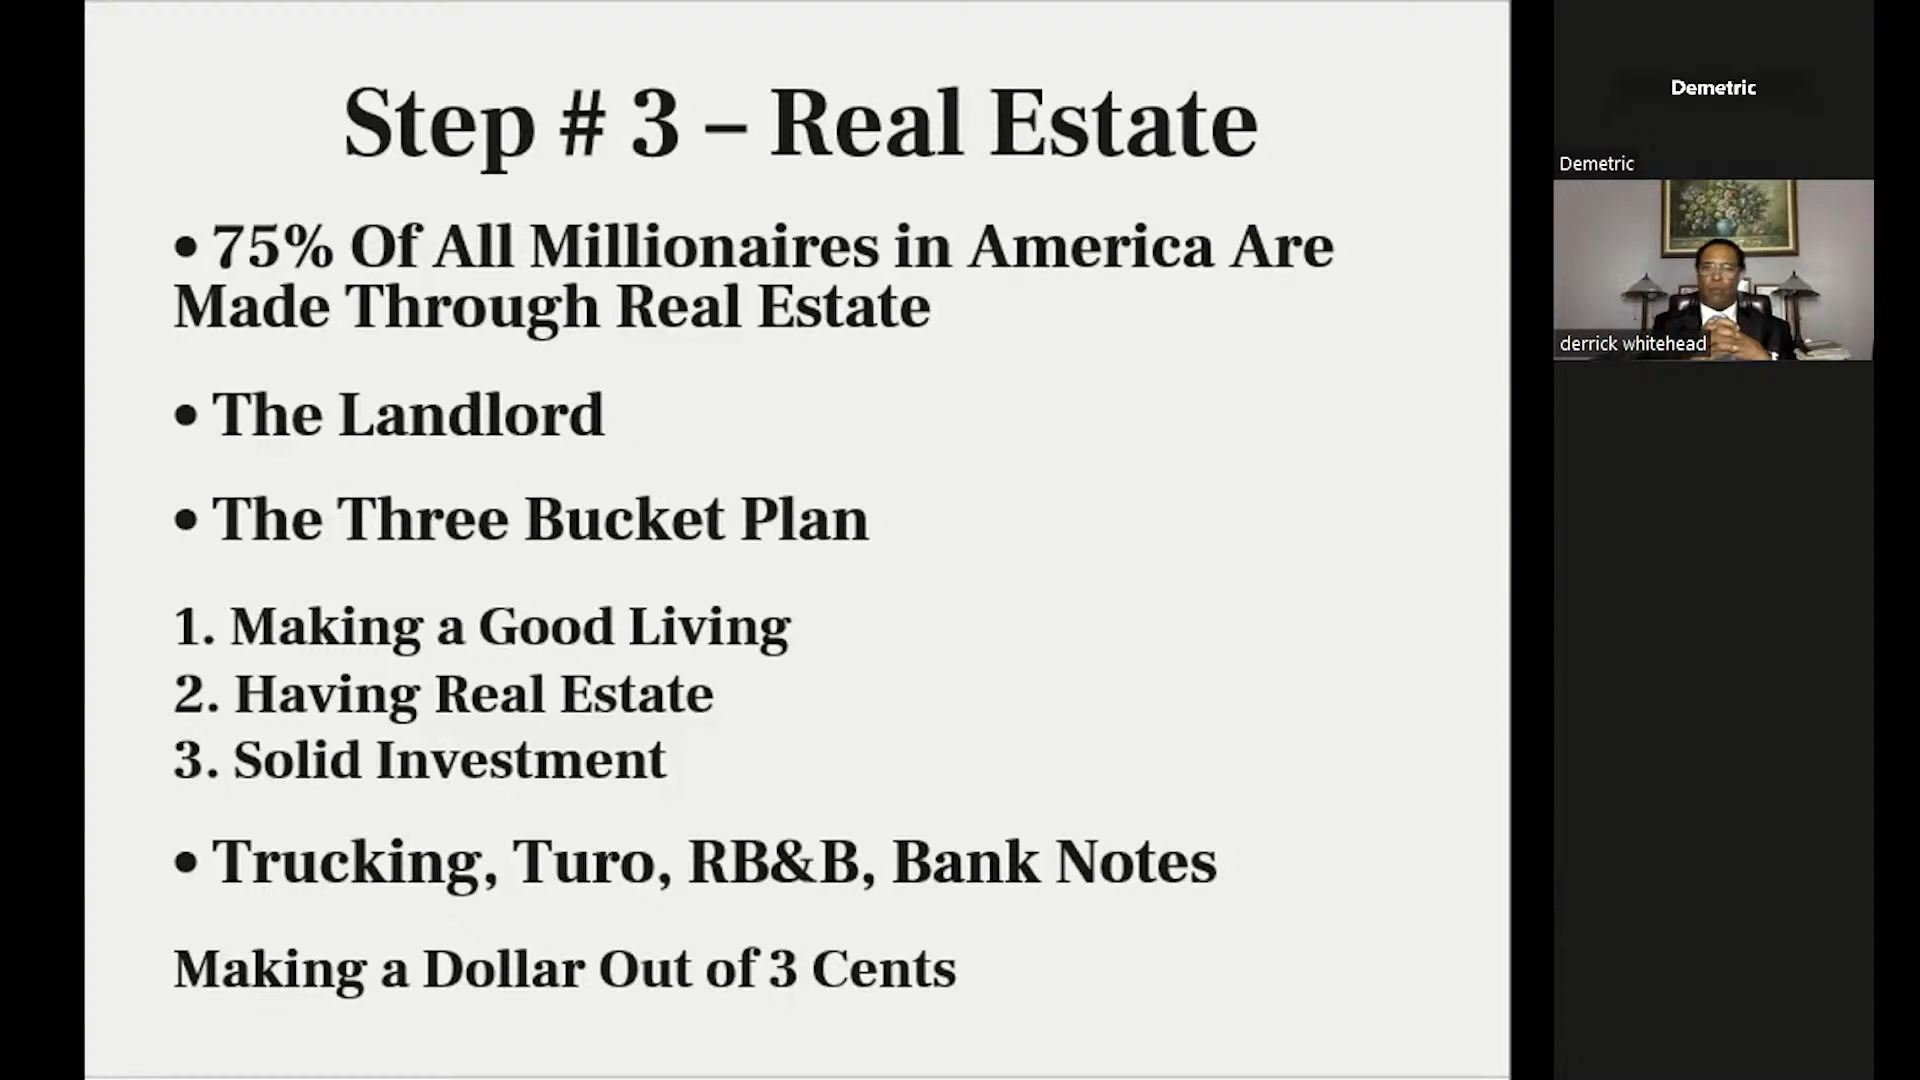 Step # 3 – Real Estate
• 75% Of All Millionaires in America Are
Made Through Real Estate
• The Landlord
• The Three Bucket Plan
1. Making a Good Living
2. Having Real Estate
3. Solid Investment
• Trucking, Turo, RB&B, Bank Notes
Making a Dollar Out of 3 Cents
Demetric
Demetric
derrick whitehead